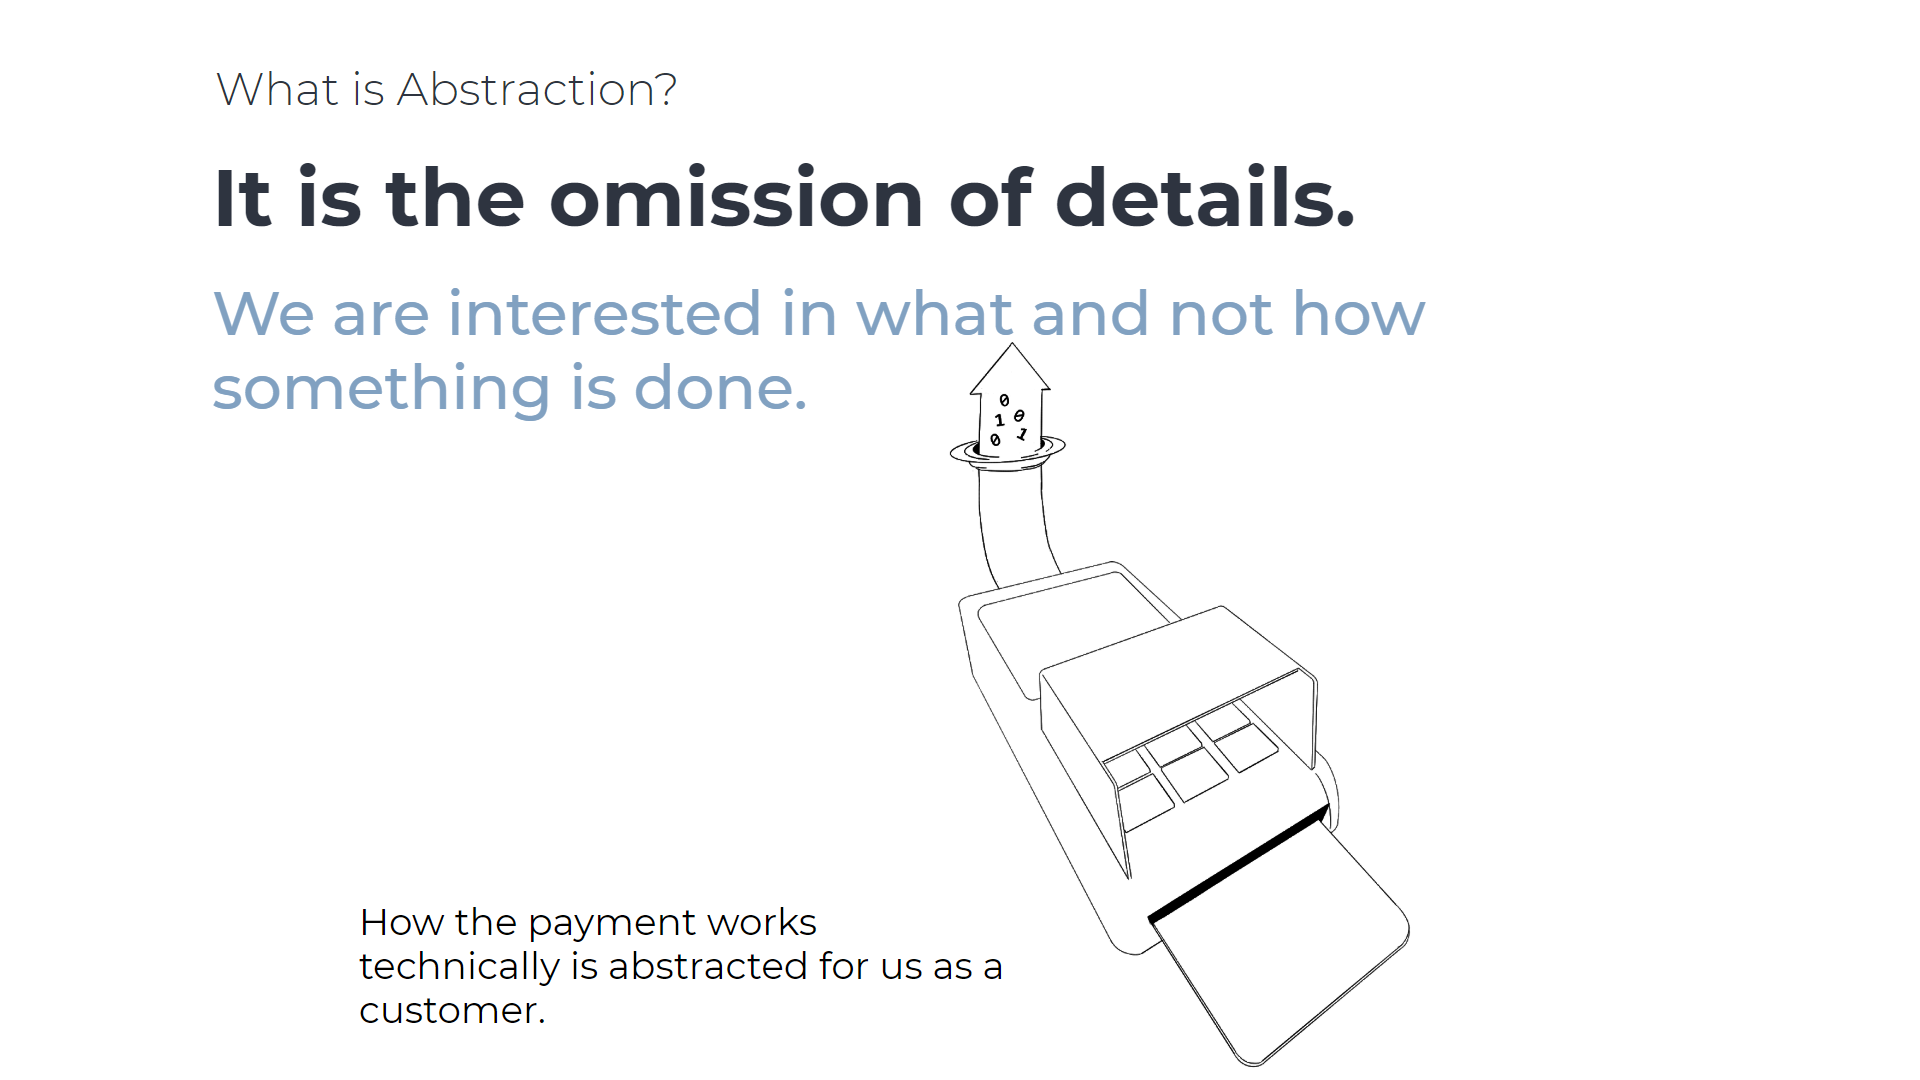 What is Abstraction?
It is the omission of details.
We are interested in what and not how
something is done.
0
1 0
0 1
How the payment works
technically is abstracted for us as a
customer.